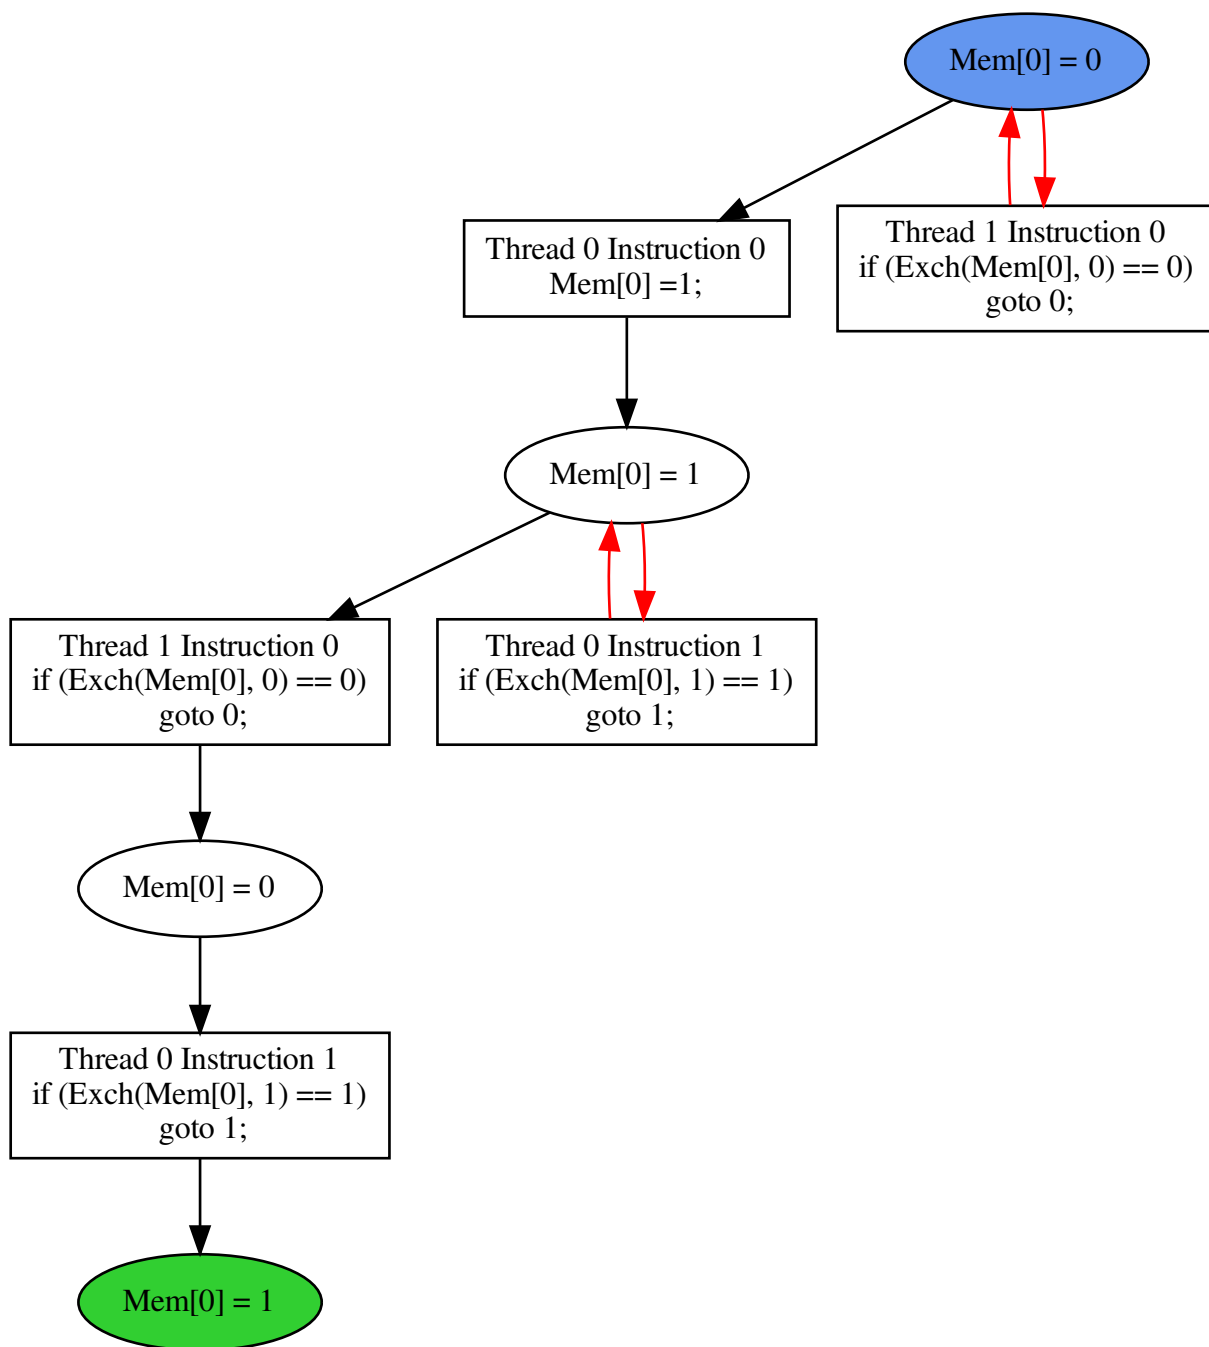 Mem[0] = 0
Thread 0 Instruction 0
Mem[0] =1;
Thread 1 Instruction 0
if (Exch(Mem[0], 0) == 0)
goto 0;
Mem[0] = 1
Thread 1 Instruction 0
if (Exch(Mem[0], 0) == 0)
goto 0;
Thread 0 Instruction 1
if (Exch(Mem[0], 1) == 1)
goto 1;
Mem[0] = 0
Thread 0 Instruction 1
if (Exch(Mem[0], 1) == 1)
goto 1;
Mem[0] = 1